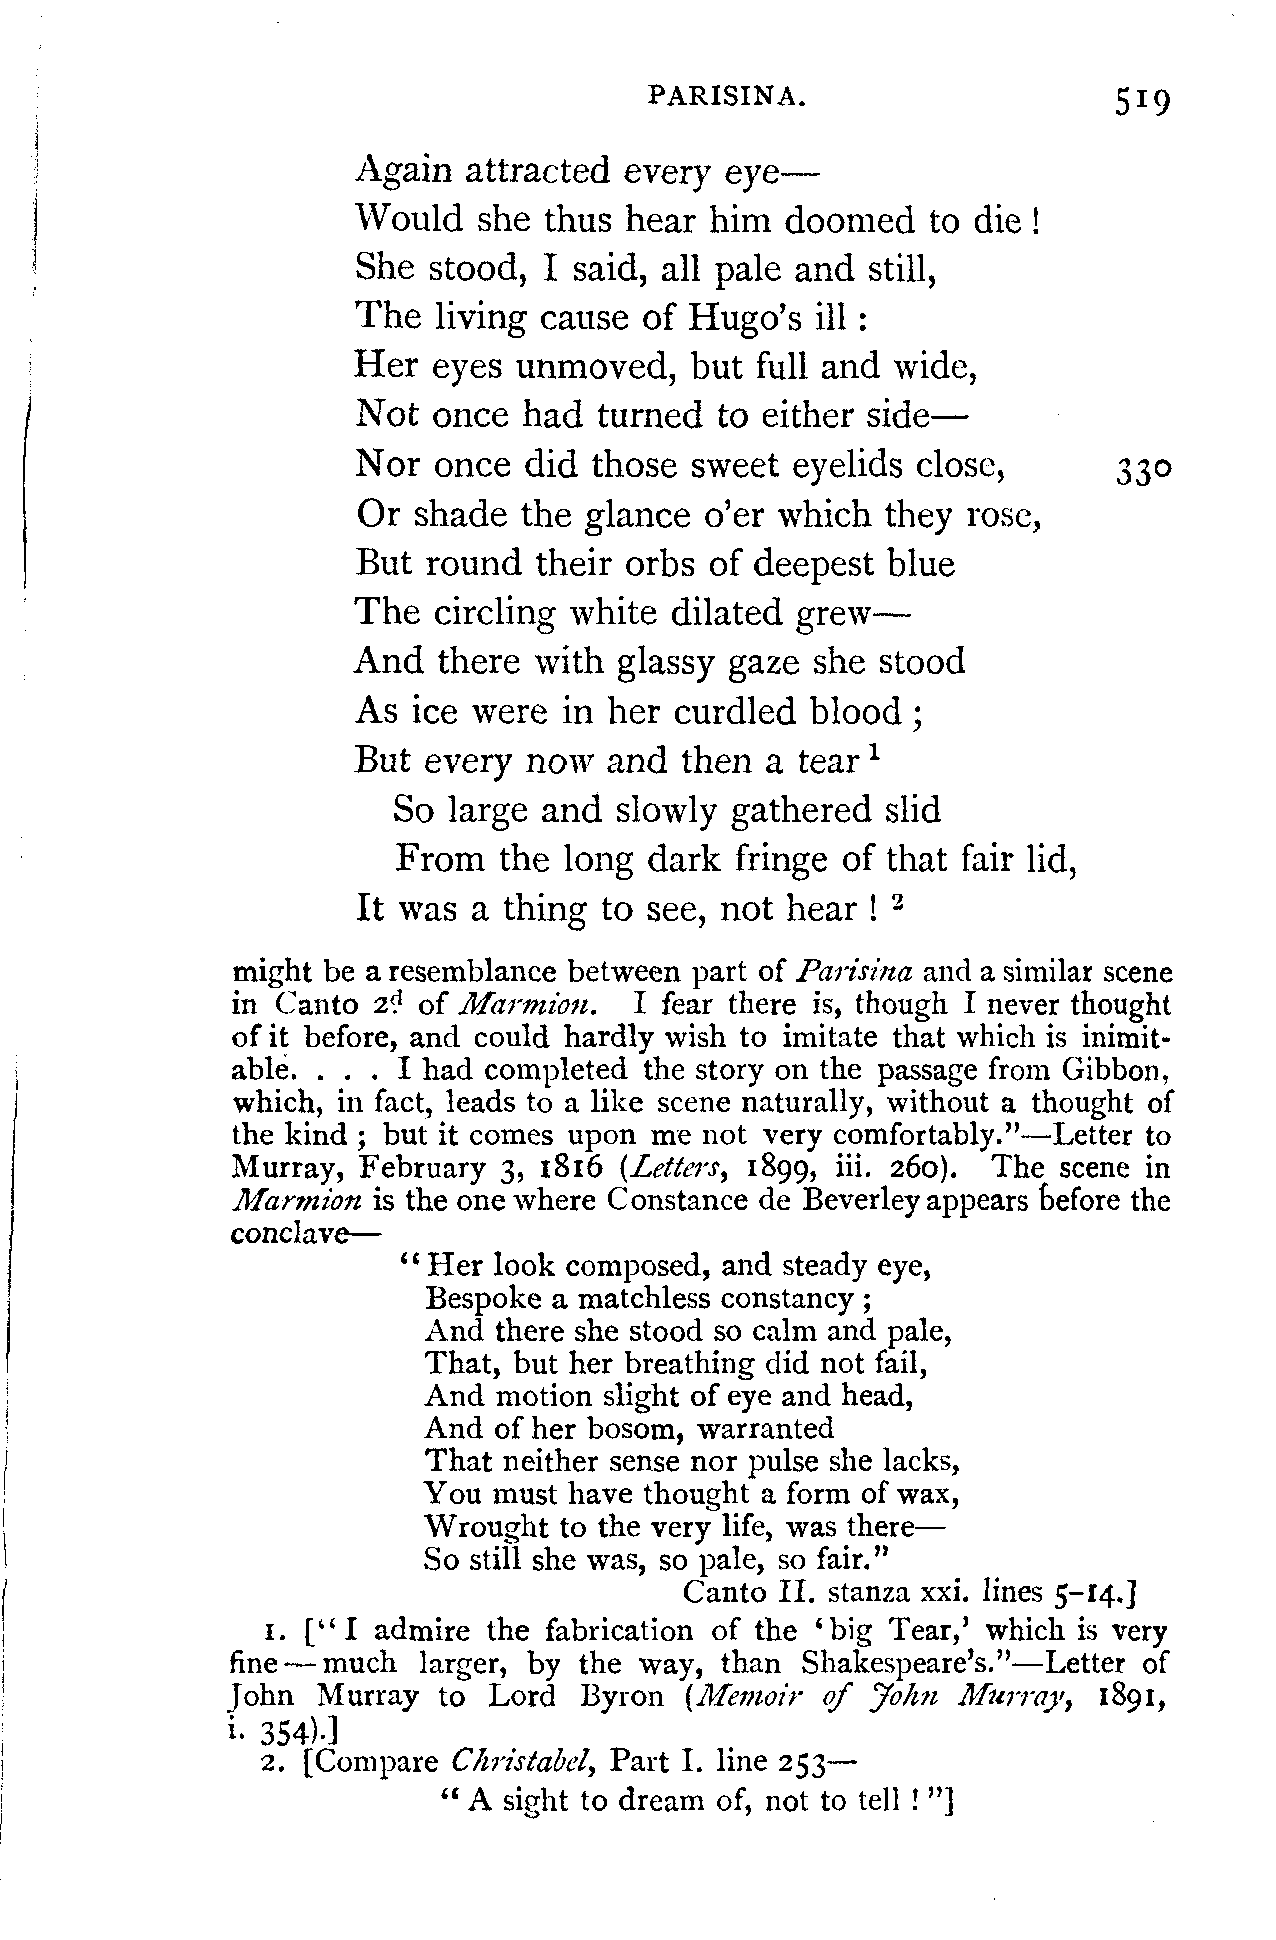 PARISINA. 519
Again attracted every eye—
Would she thus hear him doomed to die !
She stood, I said, all pale and still,
The living cause of Hugo's ill :
Her eyes unmoved, but full and wide,
Not once had turned to either side—
Nor once did those sweet eyelids close, 330
Or shade the glance o'er which they rose,
But round their orbs of deepest blue
The circling white dilated grew—
And there with glassy gaze she stood
As ice were in her curdled blood ;
But every now and then a tear ¹
So large and slowly gathered slid
From the long dark fringe of that fair lid,
It was a thing to see, not hear ! ²
might be a resemblance between part of Parisina and a similar scene
in Canto 2ᵈ of Marmion. I fear there is, though I never thought
of it before, and could hardly wish to imitate that which is inimit-
able. . . . I had completed the story on the passage from Gibbon,
which, in fact, leads to a like scene naturally, without a thought of
the kind ; but it comes upon me not very comfortably."—Letter to
Murray, February 3, 1816 (Letters, 1899, iii. 260). The scene in
Marmion is the one where Constance de Beverley appears before the
conclave—
" Her look composed, and steady eye,
Bespoke a matchless constancy ;
And there she stood so calm and pale,
That, but her breathing did not fail,
And motion slight of eye and head,
And of her bosom, warranted
That neither sense nor pulse she lacks,
You must have thought a form of wax,
Wrought to the very life, was there—
So still she was, so pale, so fair."
Canto II. stanza xxi. lines 5-14.]
1. [" I admire the fabrication of the 'big Tear,' which is very
fine—much larger, by the way, than Shakespeare's."—Letter of
John Murray to Lord Byron (Memoir of John Murray, 1891,
i. 354).]
2. [Compare Christabel, Part I. line 253—
" A sight to dream of, not to tell ! "]